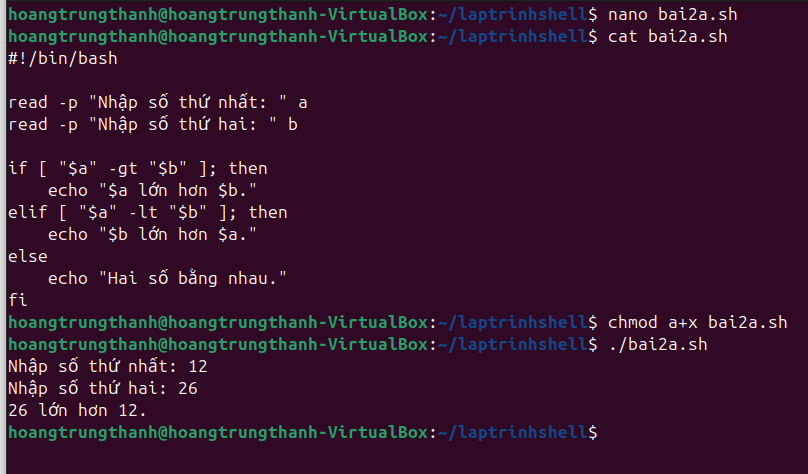 hoangtrungthanh@hoangtrungthanh-VirtualBox:~/laptrinhshell$ nano bai2a.sh
hoangtrungthanh@hoangtrungthanh-VirtualBox:~/laptrinhshell$ cat bai2a.sh
#!/bin/bash

read -p "Nhập số thứ nhất: " a
read -p "Nhập số thứ hai: " b

if [ "$a" -gt "$b" ]; then
    echo "$a lớn hơn $b."
elif [ "$a" -lt "$b" ]; then
    echo "$b lớn hơn $a."
else
    echo "Hai số bằng nhau."
fi
hoangtrungthanh@hoangtrungthanh-VirtualBox:~/laptrinhshell$ chmod a+x bai2a.sh
hoangtrungthanh@hoangtrungthanh-VirtualBox:~/laptrinhshell$ ./bai2a.sh
Nhập số thứ nhất: 12
Nhập số thứ hai: 26
26 lớn hơn 12.
hoangtrungthanh@hoangtrungthanh-VirtualBox:~/laptrinhshell$